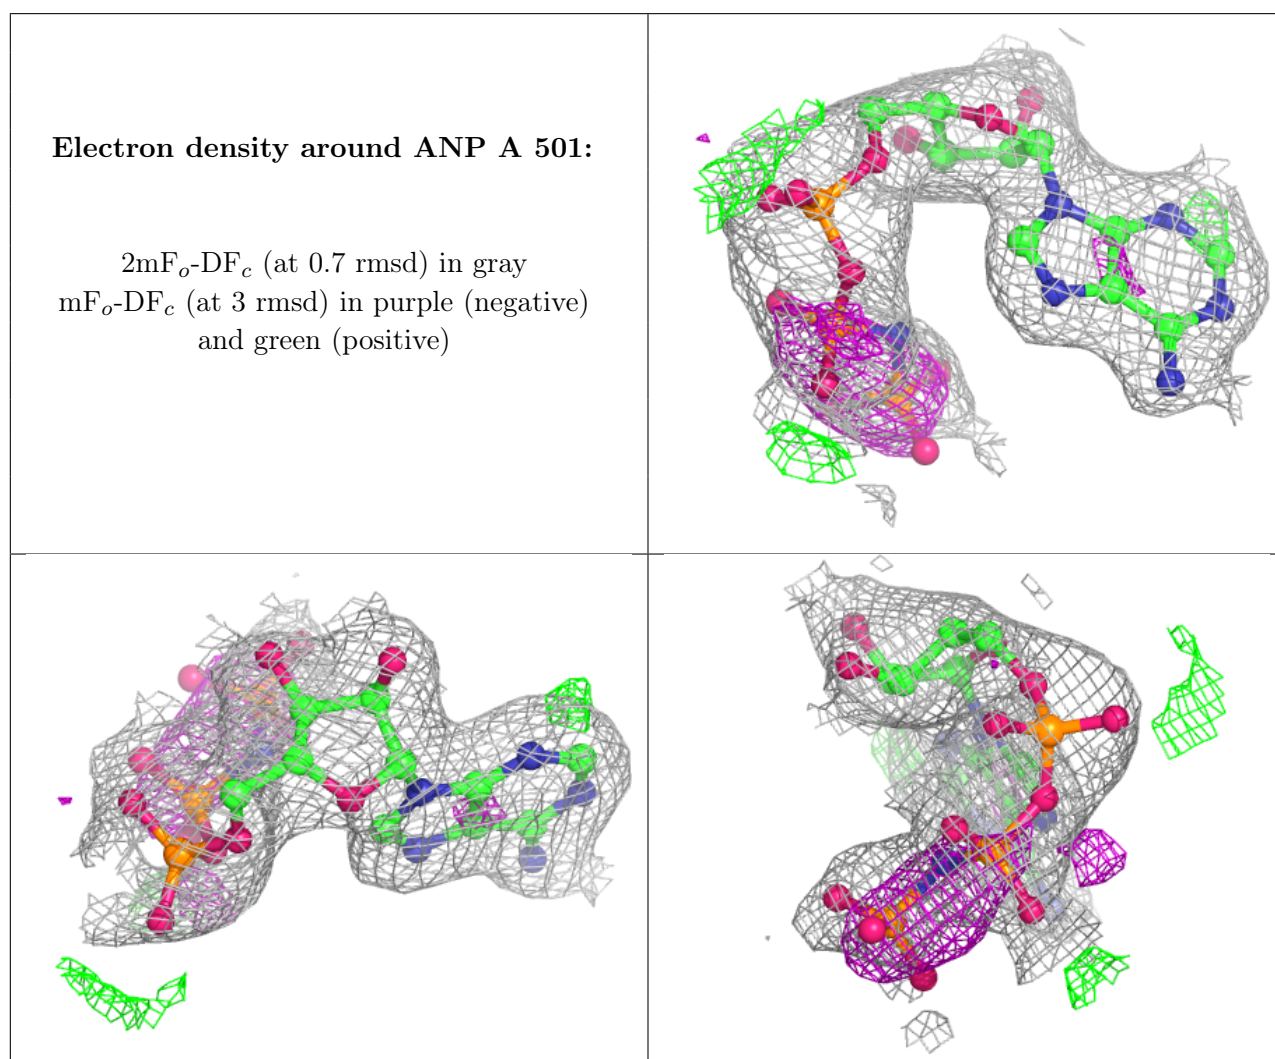 Electron density around ANP A 501:
2mFo-DFc (at 0.7 rmsd) in gray
mFo-DFc (at 3 rmsd) in purple (negative)
and green (positive)